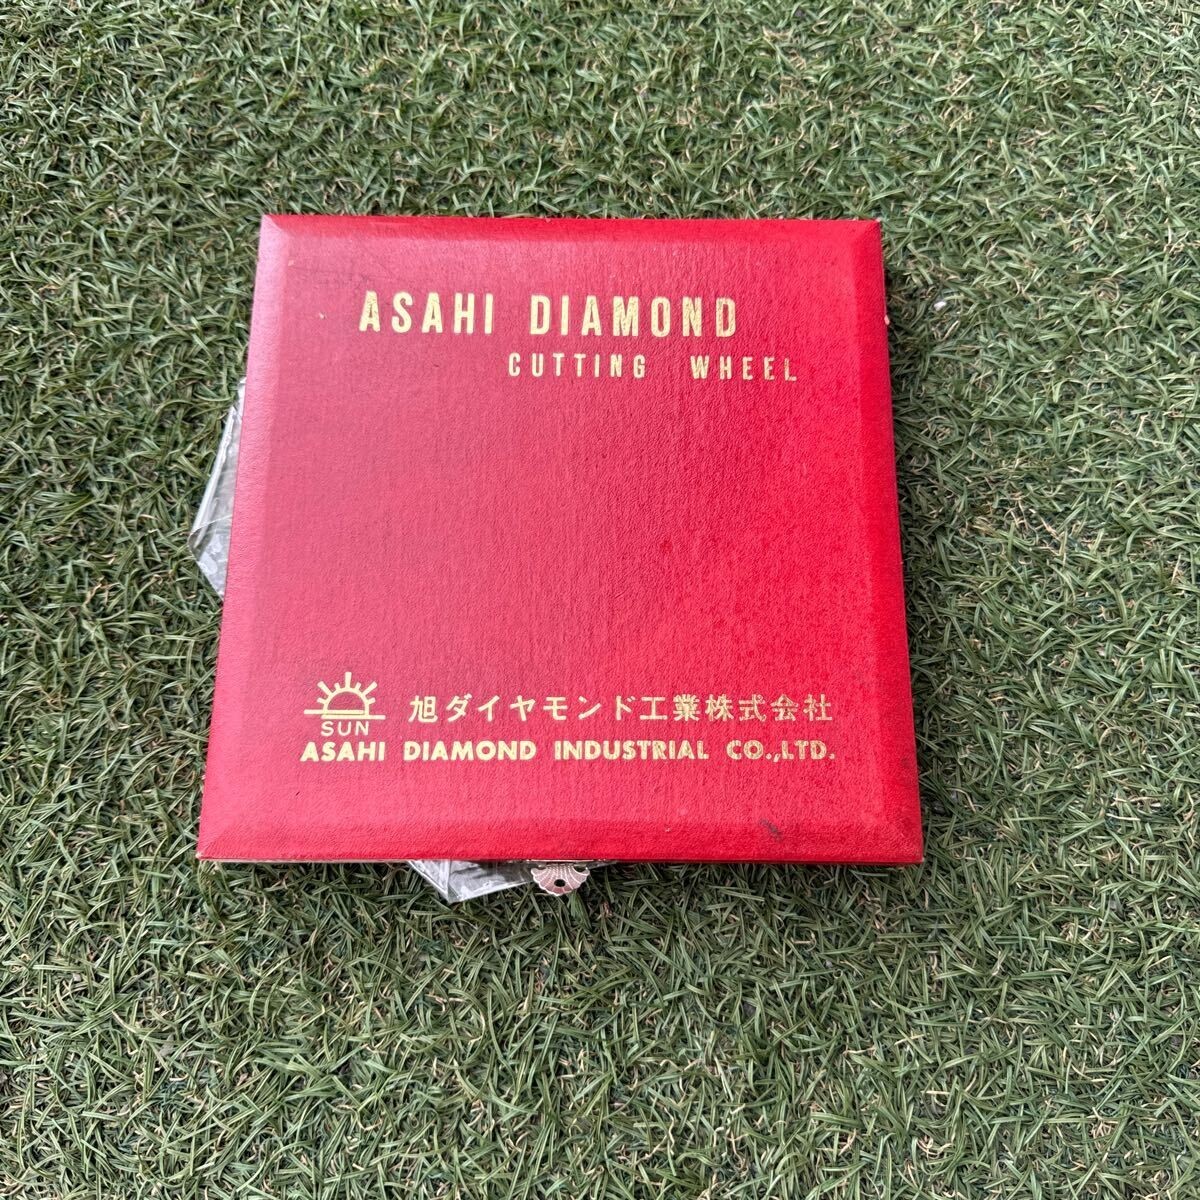 ASAHI DIAMOND
CUTTING WHEEL
SUN
旭ダイヤモンド工業株式会社
ASAHI DIAMOND INDUSTRIAL CO.,LTD.